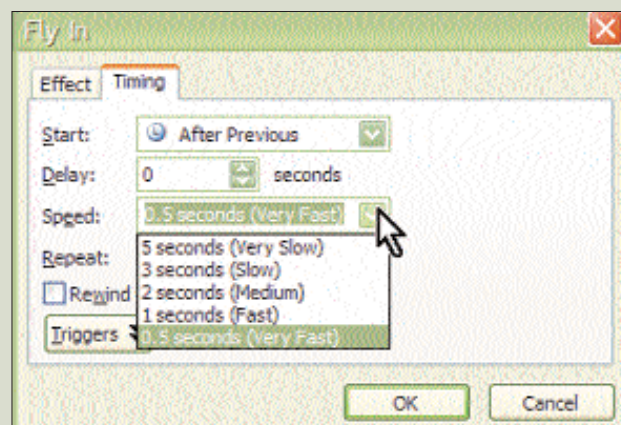 Fly In
Effect Timing
Start: After Previous
Delay: 0 seconds
Speed: 0.5 seconds (Very Fast)
Repeat:
5 seconds (Very Slow)
3 seconds (Slow)
Rewind
2 seconds (Medium)
1 seconds (Fast)
Triggers
0.5 seconds (Very Fast)
OK Cancel